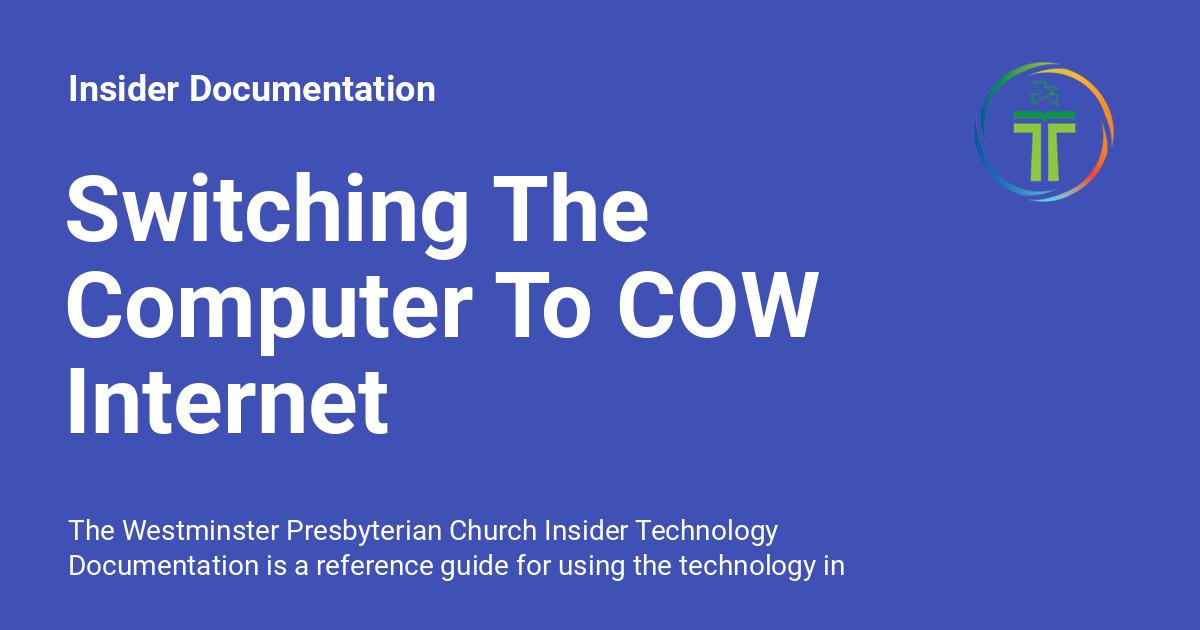 Insider Documentation
Switching The
Computer To COW
Internet
The Westminster Presbyterian Church Insider Technology
Documentation is a reference guide for using the technology in